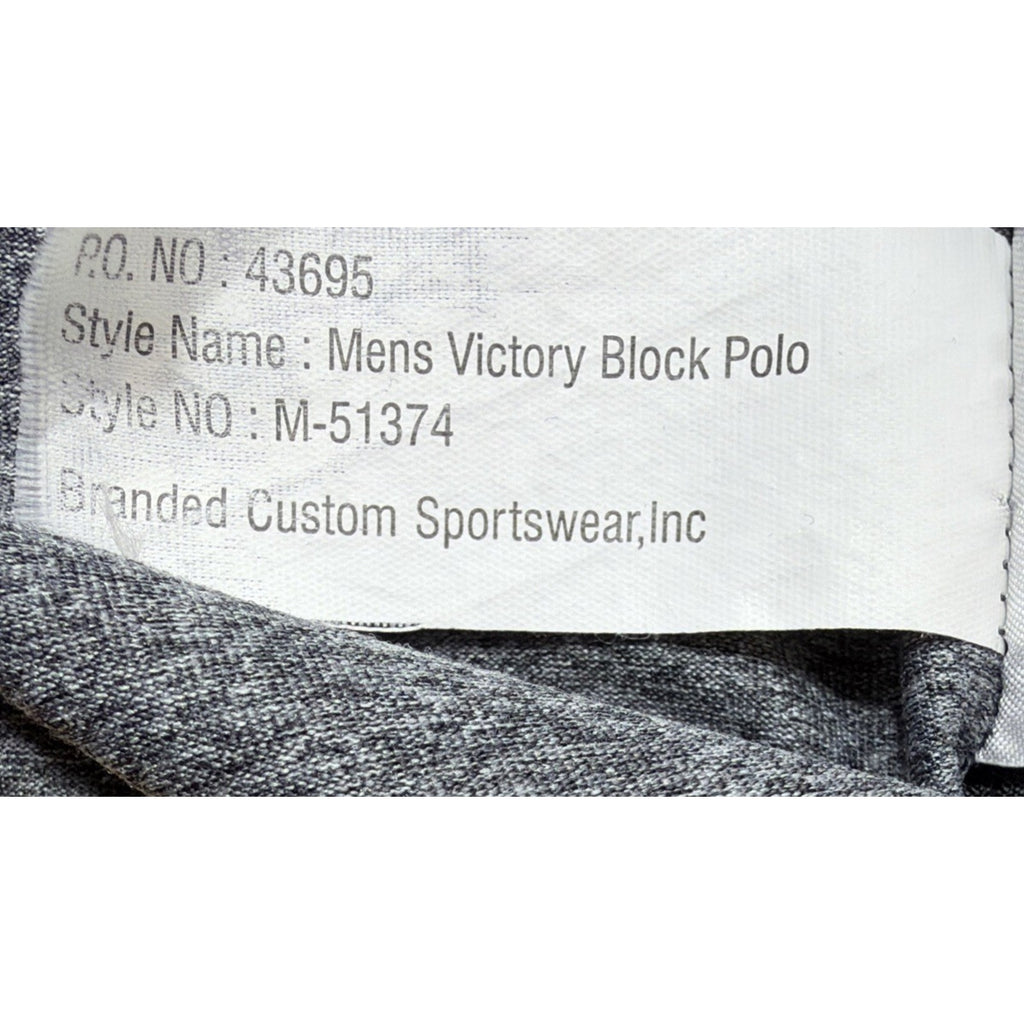 P.O. NO : 43695
Style Name : Mens Victory Block Polo
Style NO : M-51374
Branded Custom Sportswear,Inc